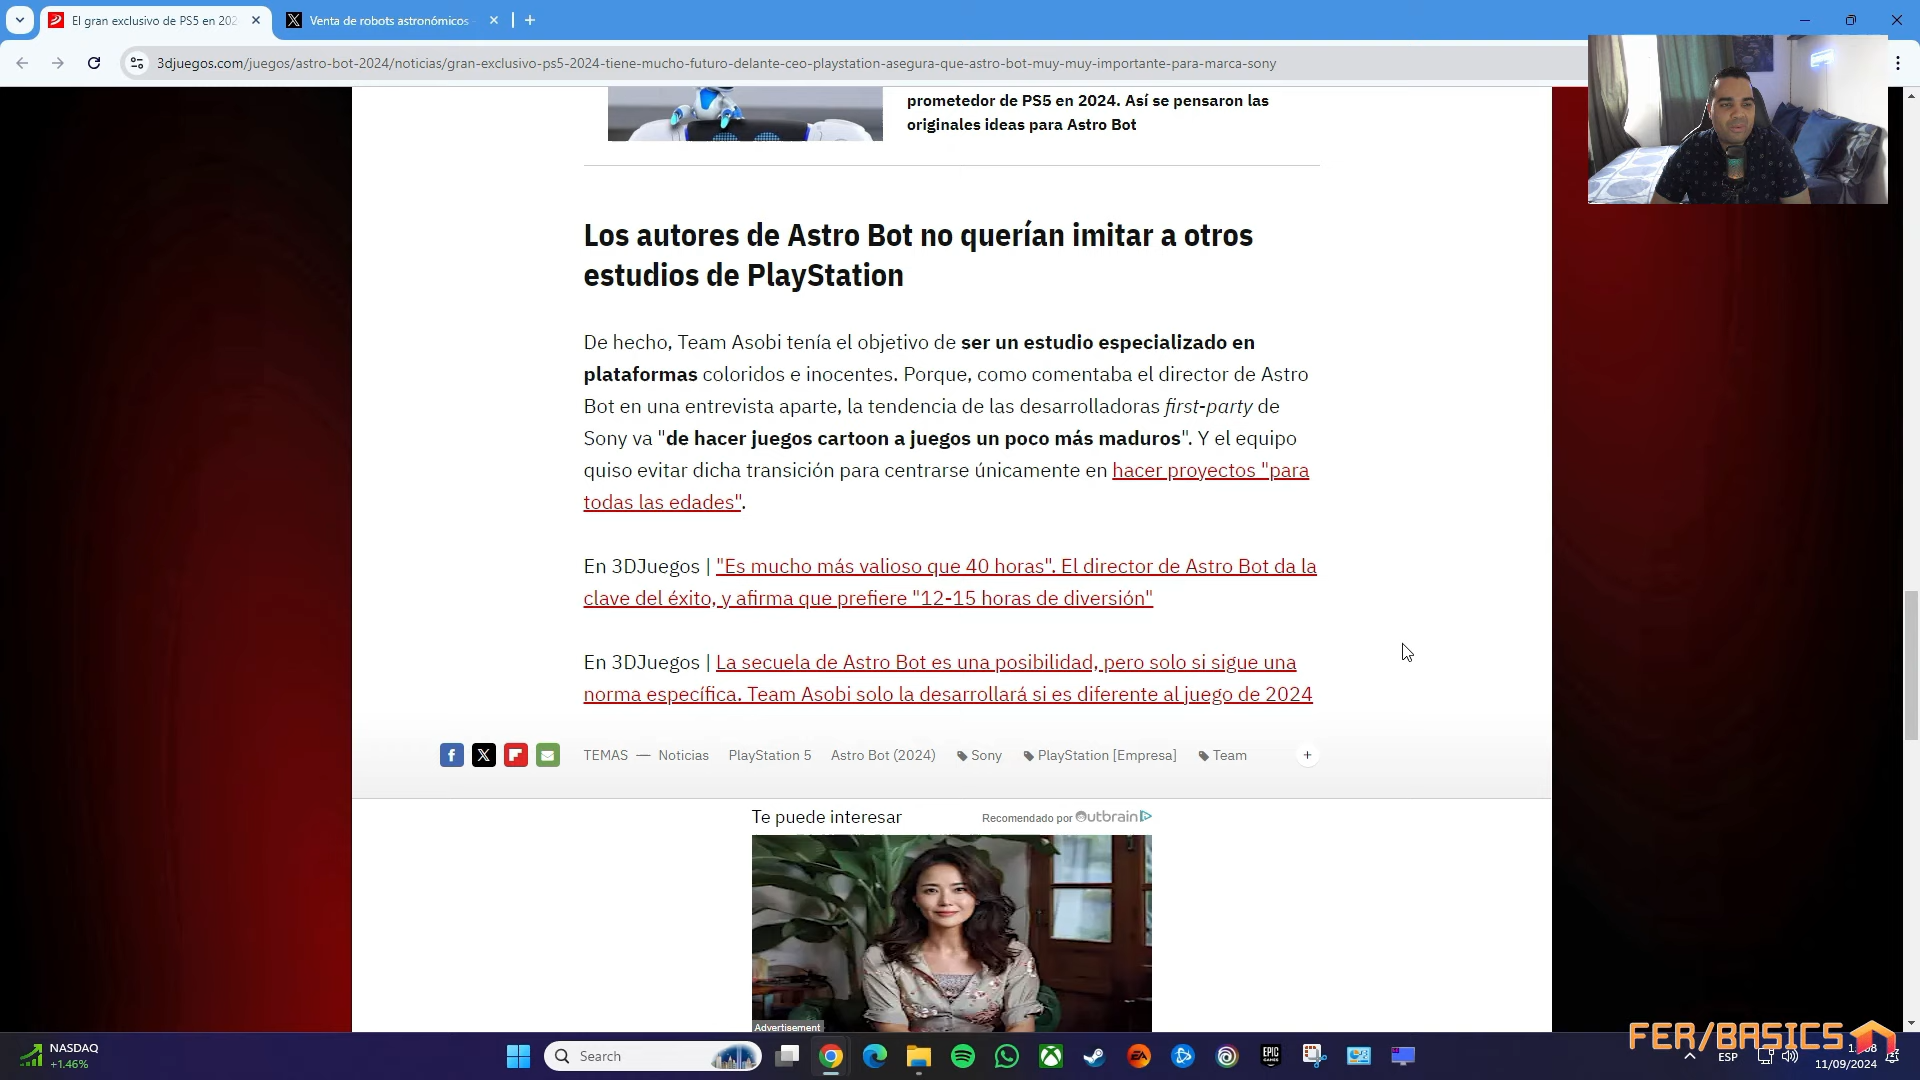 El gran exclusivo de PS5 en 202
Venta de robots astronómicos
3djuegos.com/juegos/astro-bot-2024/noticias/gran-exclusivo-ps5-2024-tiene-mucho-futuro-delante-ceo-playstation-asegura-que-astro-bot-muy-muy-importante-para-marca-sony
prometedor de PS5 en 2024. Así se pensaron las
originales ideas para Astro Bot
Los autores de Astro Bot no querían imitar a otros
estudios de PlayStation
De hecho, Team Asobi tenía el objetivo de ser un estudio especializado en
plataformas coloridos e inocentes. Porque, como comentaba el director de Astro
Bot en una entrevista aparte, la tendencia de las desarrolladoras first-party de
Sony va "de hacer juegos cartoon a juegos un poco más maduros". Y el equipo
quiso evitar dicha transición para centrarse únicamente en hacer proyectos "para
todas las edades".
En 3DJuegos | "Es mucho más valioso que 40 horas". El director de Astro Bot da la
clave del éxito, y afirma que prefiere "12-15 horas de diversión"
En 3DJuegos | La secuela de Astro Bot es una posibilidad, pero solo si sigue una
norma específica. Team Asobi solo la desarrollará si es diferente al juego de 2024
TEMAS — Noticias PlayStation 5 Astro Bot (2024) Sony PlayStation [Empresa] Team +
Te puede interesar
Recomendado por Outbrain
Advertisement
NASDAQ
+1.46%
Search
EA
EPIC GAMES
FER/BASICS
ESP
11/09/2024